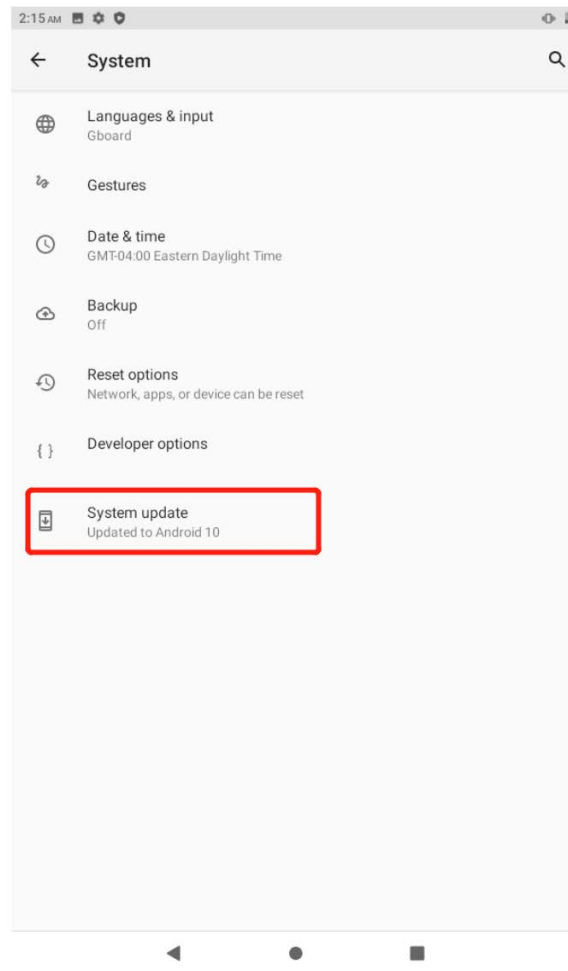 2:15 AM
System
Languages & input
Gboard
Gestures
Date & time
GMT-04:00 Eastern Daylight Time
Backup
Off
Reset options
Network, apps, or device can be reset
{ }
Developer options
System update
Updated to Android 10